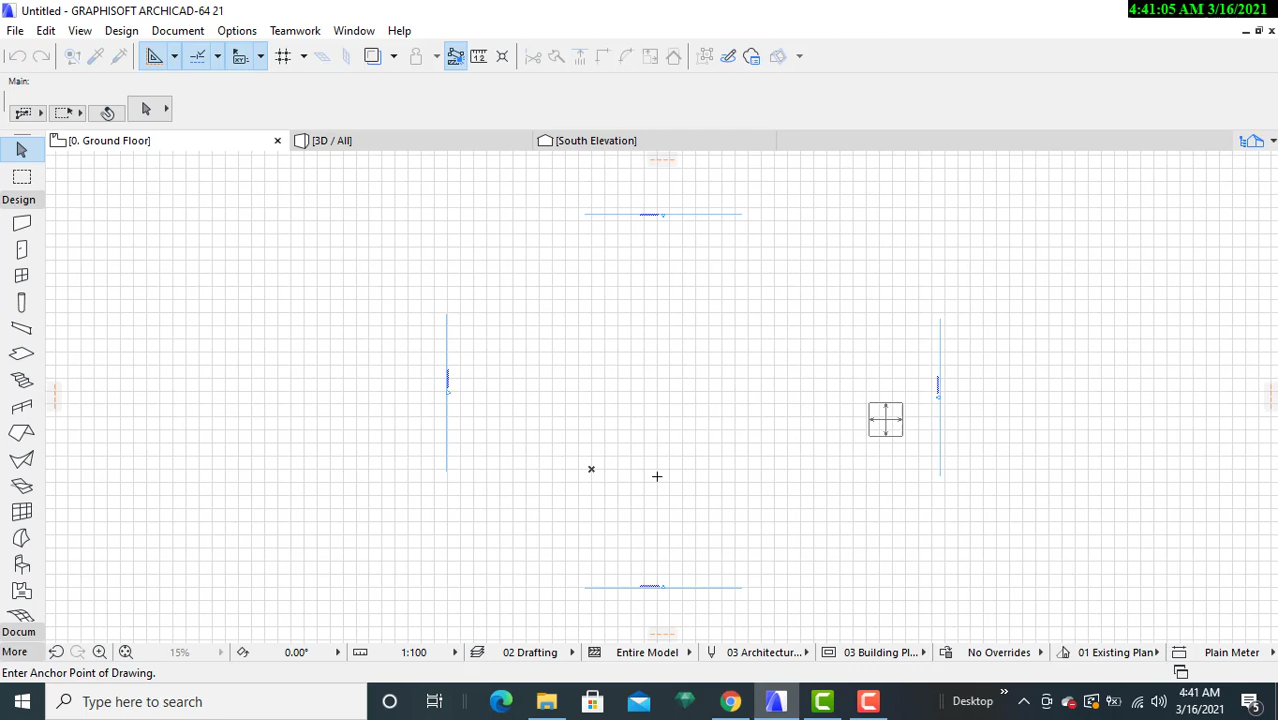 Untitled - GRAPHISOFT ARCHICAD-64 21
4:41:05 AM 3/16/2021
File Edit View Design Document Options Teamwork Window Help
Main:
[0. Ground Floor]
[3D / All]
[South Elevation]
Design
Docum
More
15%
0.00°
1:100
02 Drafting
Entire Model
03 Architectur...
03 Building Pl...
No Overrides
01 Existing Plan
Plain Meter
Enter Anchor Point of Drawing.
Type here to search
Desktop
4:41 AM
3/16/2021
5